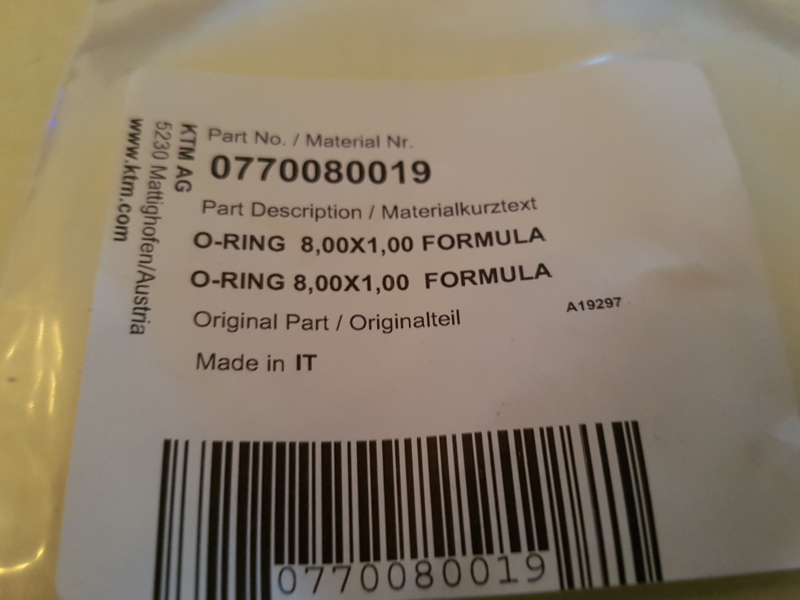 KTM AG
5230 Mattighofen/Austria
www.ktm.com
Part No. / Material Nr.
0770080019
Part Description / Materialkurztext
O-RING 8,00X1,00 FORMULA
O-RING 8,00X1,00 FORMULA
Original Part / Originalteil
A19297
Made in IT
0770080019